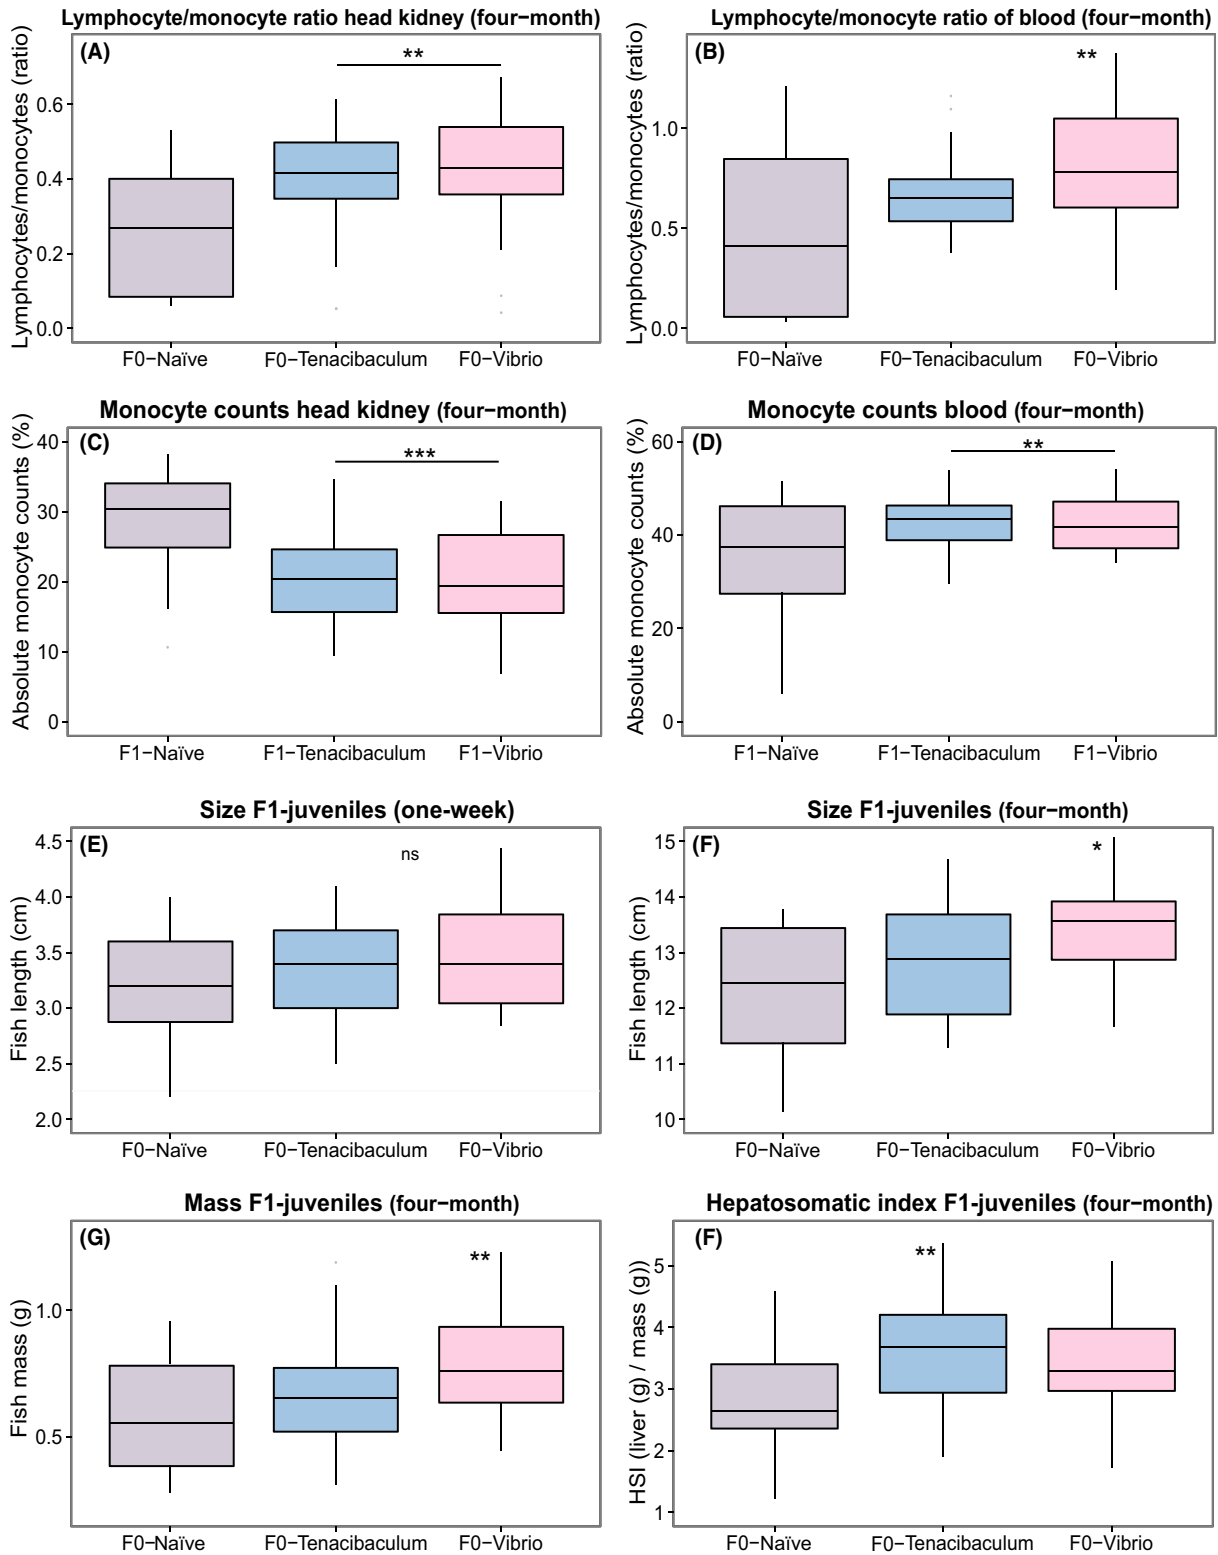 Lymphocyte/monocyte ratio head kidney (four−month)
(A)
**
Lymphocytes/monocytes (ratio)
0.6
0.4
0.2
0.0
F0−Naïve F0−Tenacibaculum F0−Vibrio
Lymphocyte/monocyte ratio of blood (four−month)
(B)
**
Lymphocytes/monocytes (ratio)
1.0
0.5
0.0
F0−Naïve F0−Tenacibaculum F0−Vibrio
Monocyte counts head kidney (four−month)
(C)
***
Absolute monocyte counts (%)
40
30
20
10
0
F1−Naïve F1−Tenacibaculum F1−Vibrio
Monocyte counts blood (four−month)
(D)
**
Absolute monocyte counts (%)
60
40
20
0
F1−Naïve F1−Tenacibaculum F1−Vibrio
Size F1-juveniles (one-week)
(E)
ns
Fish length (cm)
4.5
4.0
3.5
3.0
2.5
2.0
F0−Naïve F0−Tenacibaculum F0−Vibrio
Size F1-juveniles (four−month)
(F)
*
Fish length (cm)
15
14
13
12
11
10
F0−Naïve F0−Tenacibaculum F0−Vibrio
Mass F1-juveniles (four−month)
(G)
**
Fish mass (g)
1.0
0.5
F0−Naïve F0−Tenacibaculum F0−Vibrio
Hepatosomatic index F1-juveniles (four−month)
(F)
**
HSI (liver (g) / mass (g))
5
4
3
2
1
F0−Naïve F0−Tenacibaculum F0−Vibrio